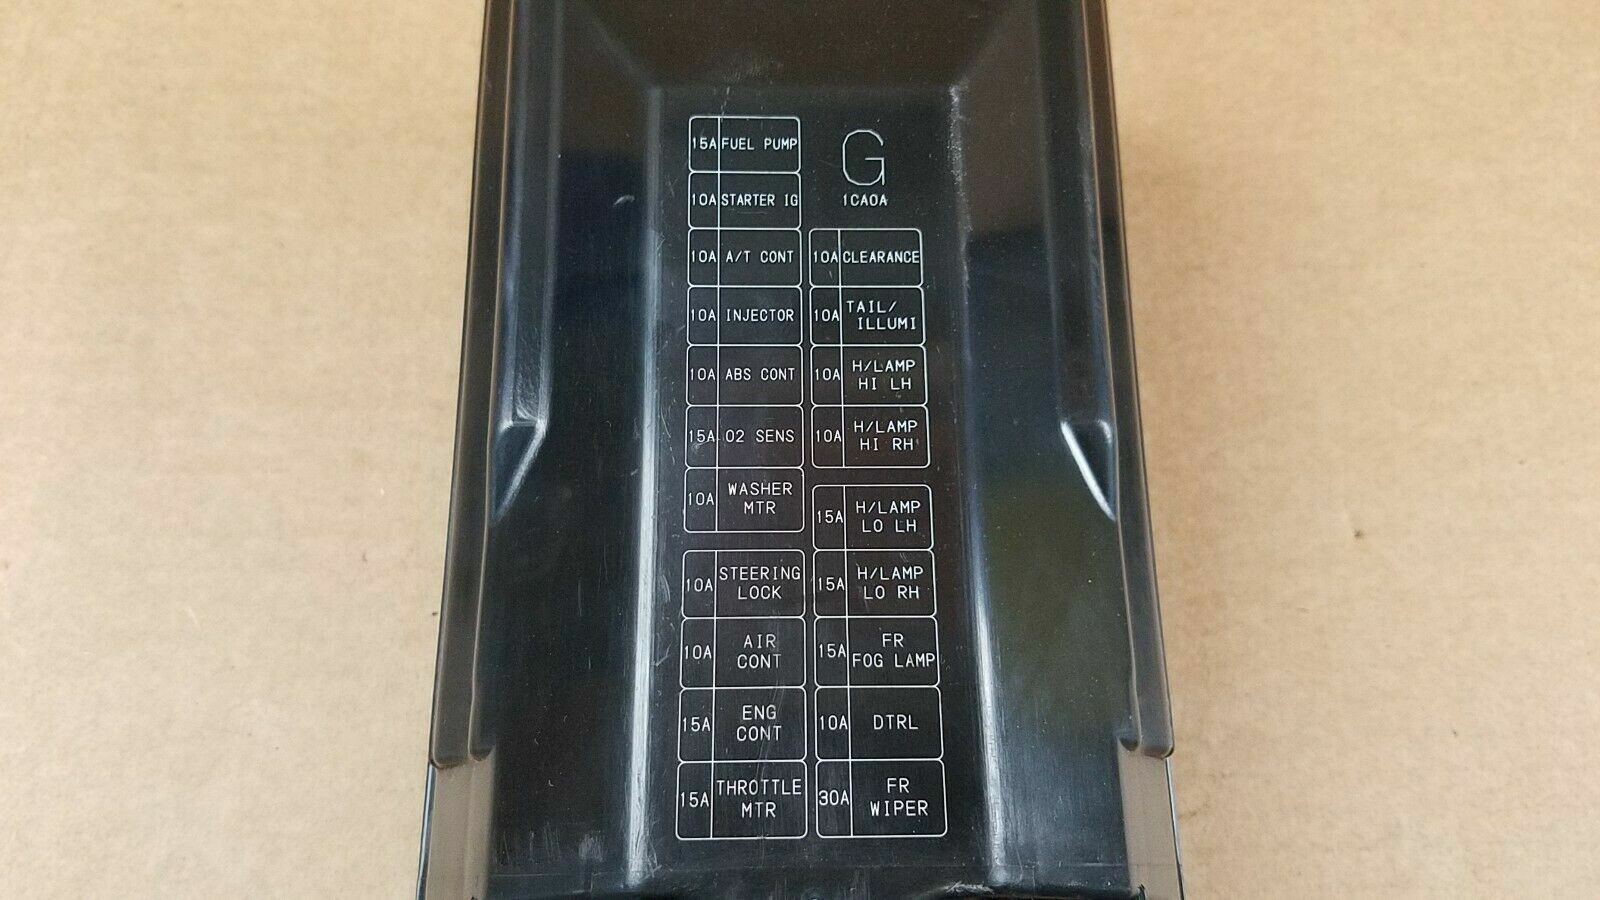 15A FUEL PUMP
10A STARTER IG
10A A/T CONT
10A INJECTOR
10A ABS CONT
15A O2 SENS
10A WASHER
MTR
10A STEERING
LOCK
10A AIR
CONT
15A ENG
CONT
15A THROTTLE
MTR
G
1CA0A
10A CLEARANCE
10A TAIL/
ILLUMI
10A H/LAMP
HI LH
10A H/LAMP
HI RH
15A H/LAMP
LO LH
15A H/LAMP
LO RH
15A FR
FOG LAMP
10A DTRL
30A FR
WIPER